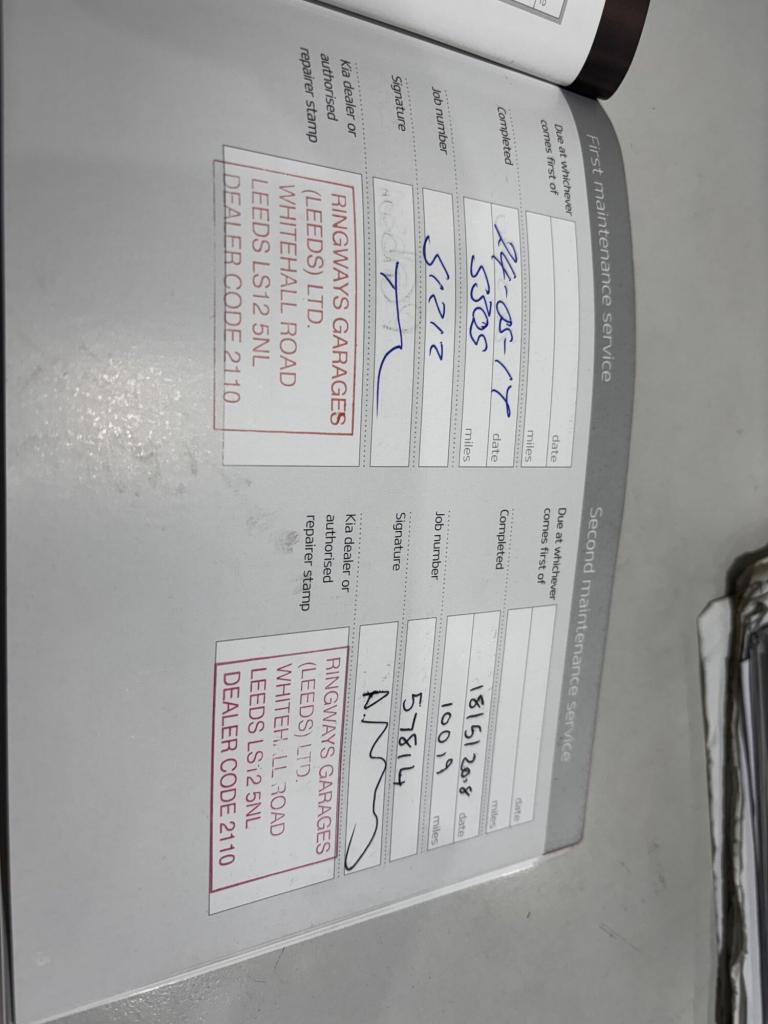 First maintenance service
Due at whichever
comes first of
date
miles
Completed
24-05-17
date
5505
miles
Job number
51212
Signature
Kia dealer or
authorised
repairer stamp
RINGWAYS GARAGES
(LEEDS) LTD.
WHITEHALL ROAD
LEEDS LS12 5NL
DEALER CODE 2110
Second maintenance service
Due at whichever
comes first of
date
miles
Completed
18/5/2018
date
10019
miles
Job number
57814
Signature
Kia dealer or
authorised
repairer stamp
RINGWAYS GARAGES
(LEEDS) LTD.
WHITEH. LL ROAD
LEEDS LS12 5NL
DEALER CODE 2110